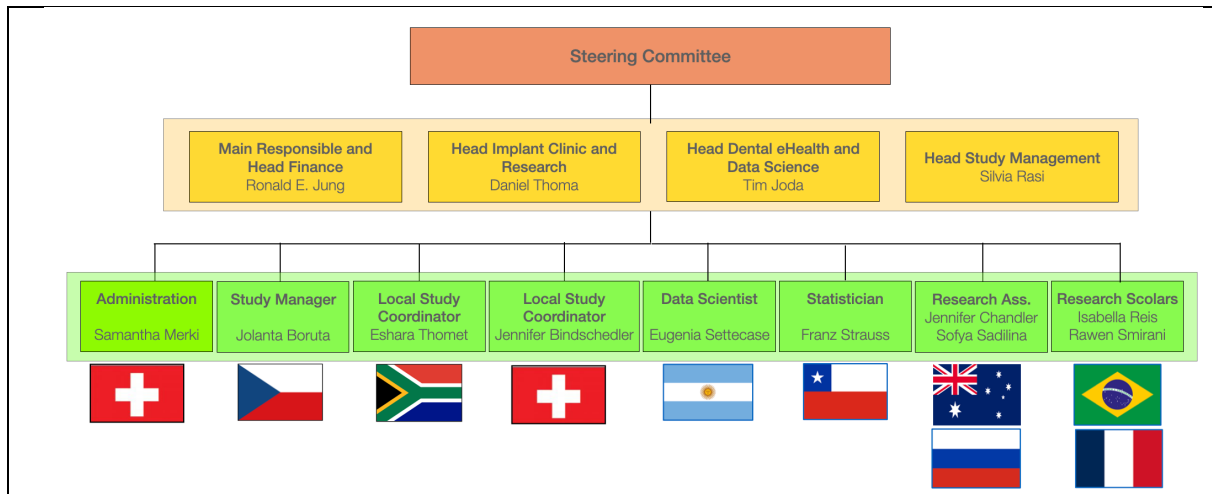 Steering Committee
Main Responsible and
Head Finance
Ronald E. Jung
Head Implant Clinic and
Research
Daniel Thoma
Head Dental eHealth and
Data Science
Tim Joda
Head Study Management
Silvia Rasi
Administration
Samantha Merki
Study Manager
Jolanta Boruta
Local Study
Coordinator
Eshara Thomet
Local Study
Coordinator
Jennifer Bindschedler
Data Scientist
Eugenia Settecase
Statistician
Franz Strauss
Research Ass.
Jennifer Chandler
Sofya Sadilina
Research Scolars
Isabella Reis
Rawen Smirani